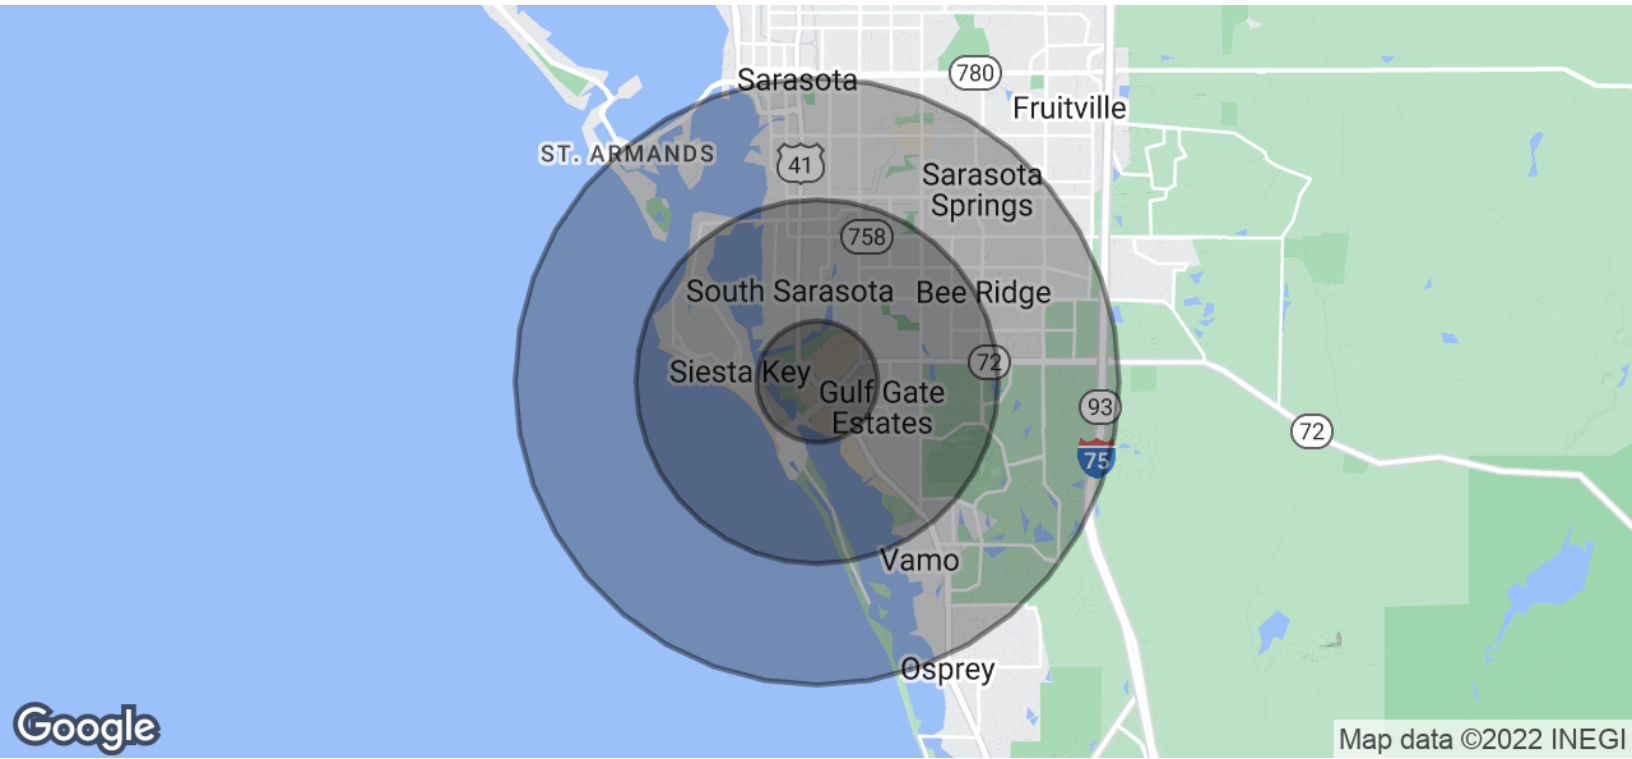 Sarasota
780
Fruitville
ST. ARMANDS
41
Sarasota
Springs
758
South Sarasota
Bee Ridge
72
Siesta Key
Gulf Gate
Estates
93
72
75
Vamo
Osprey
Google
Map data ©2022 INEGI